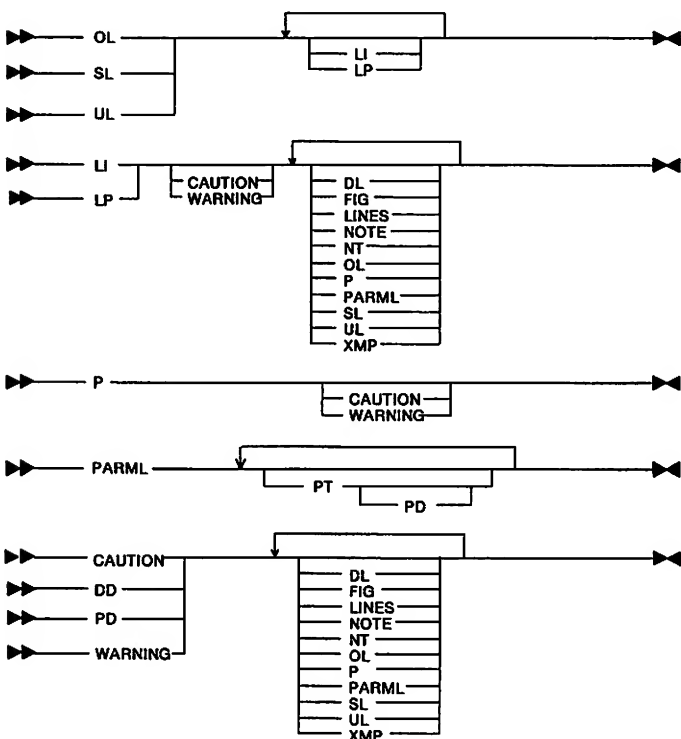 OL
LI
SL
LP
UL
LI
CAUTION
DL
LP
WARNING
FIG
LINES
NOTE
NT
OL
P
PARML
SL
UL
XMP
P
CAUTION
WARNING
PARML
PT
PD
CAUTION
DL
DD
FIG
LINES
PD
NOTE
NT
WARNING
OL
P
PARML
SL
UL
XMP